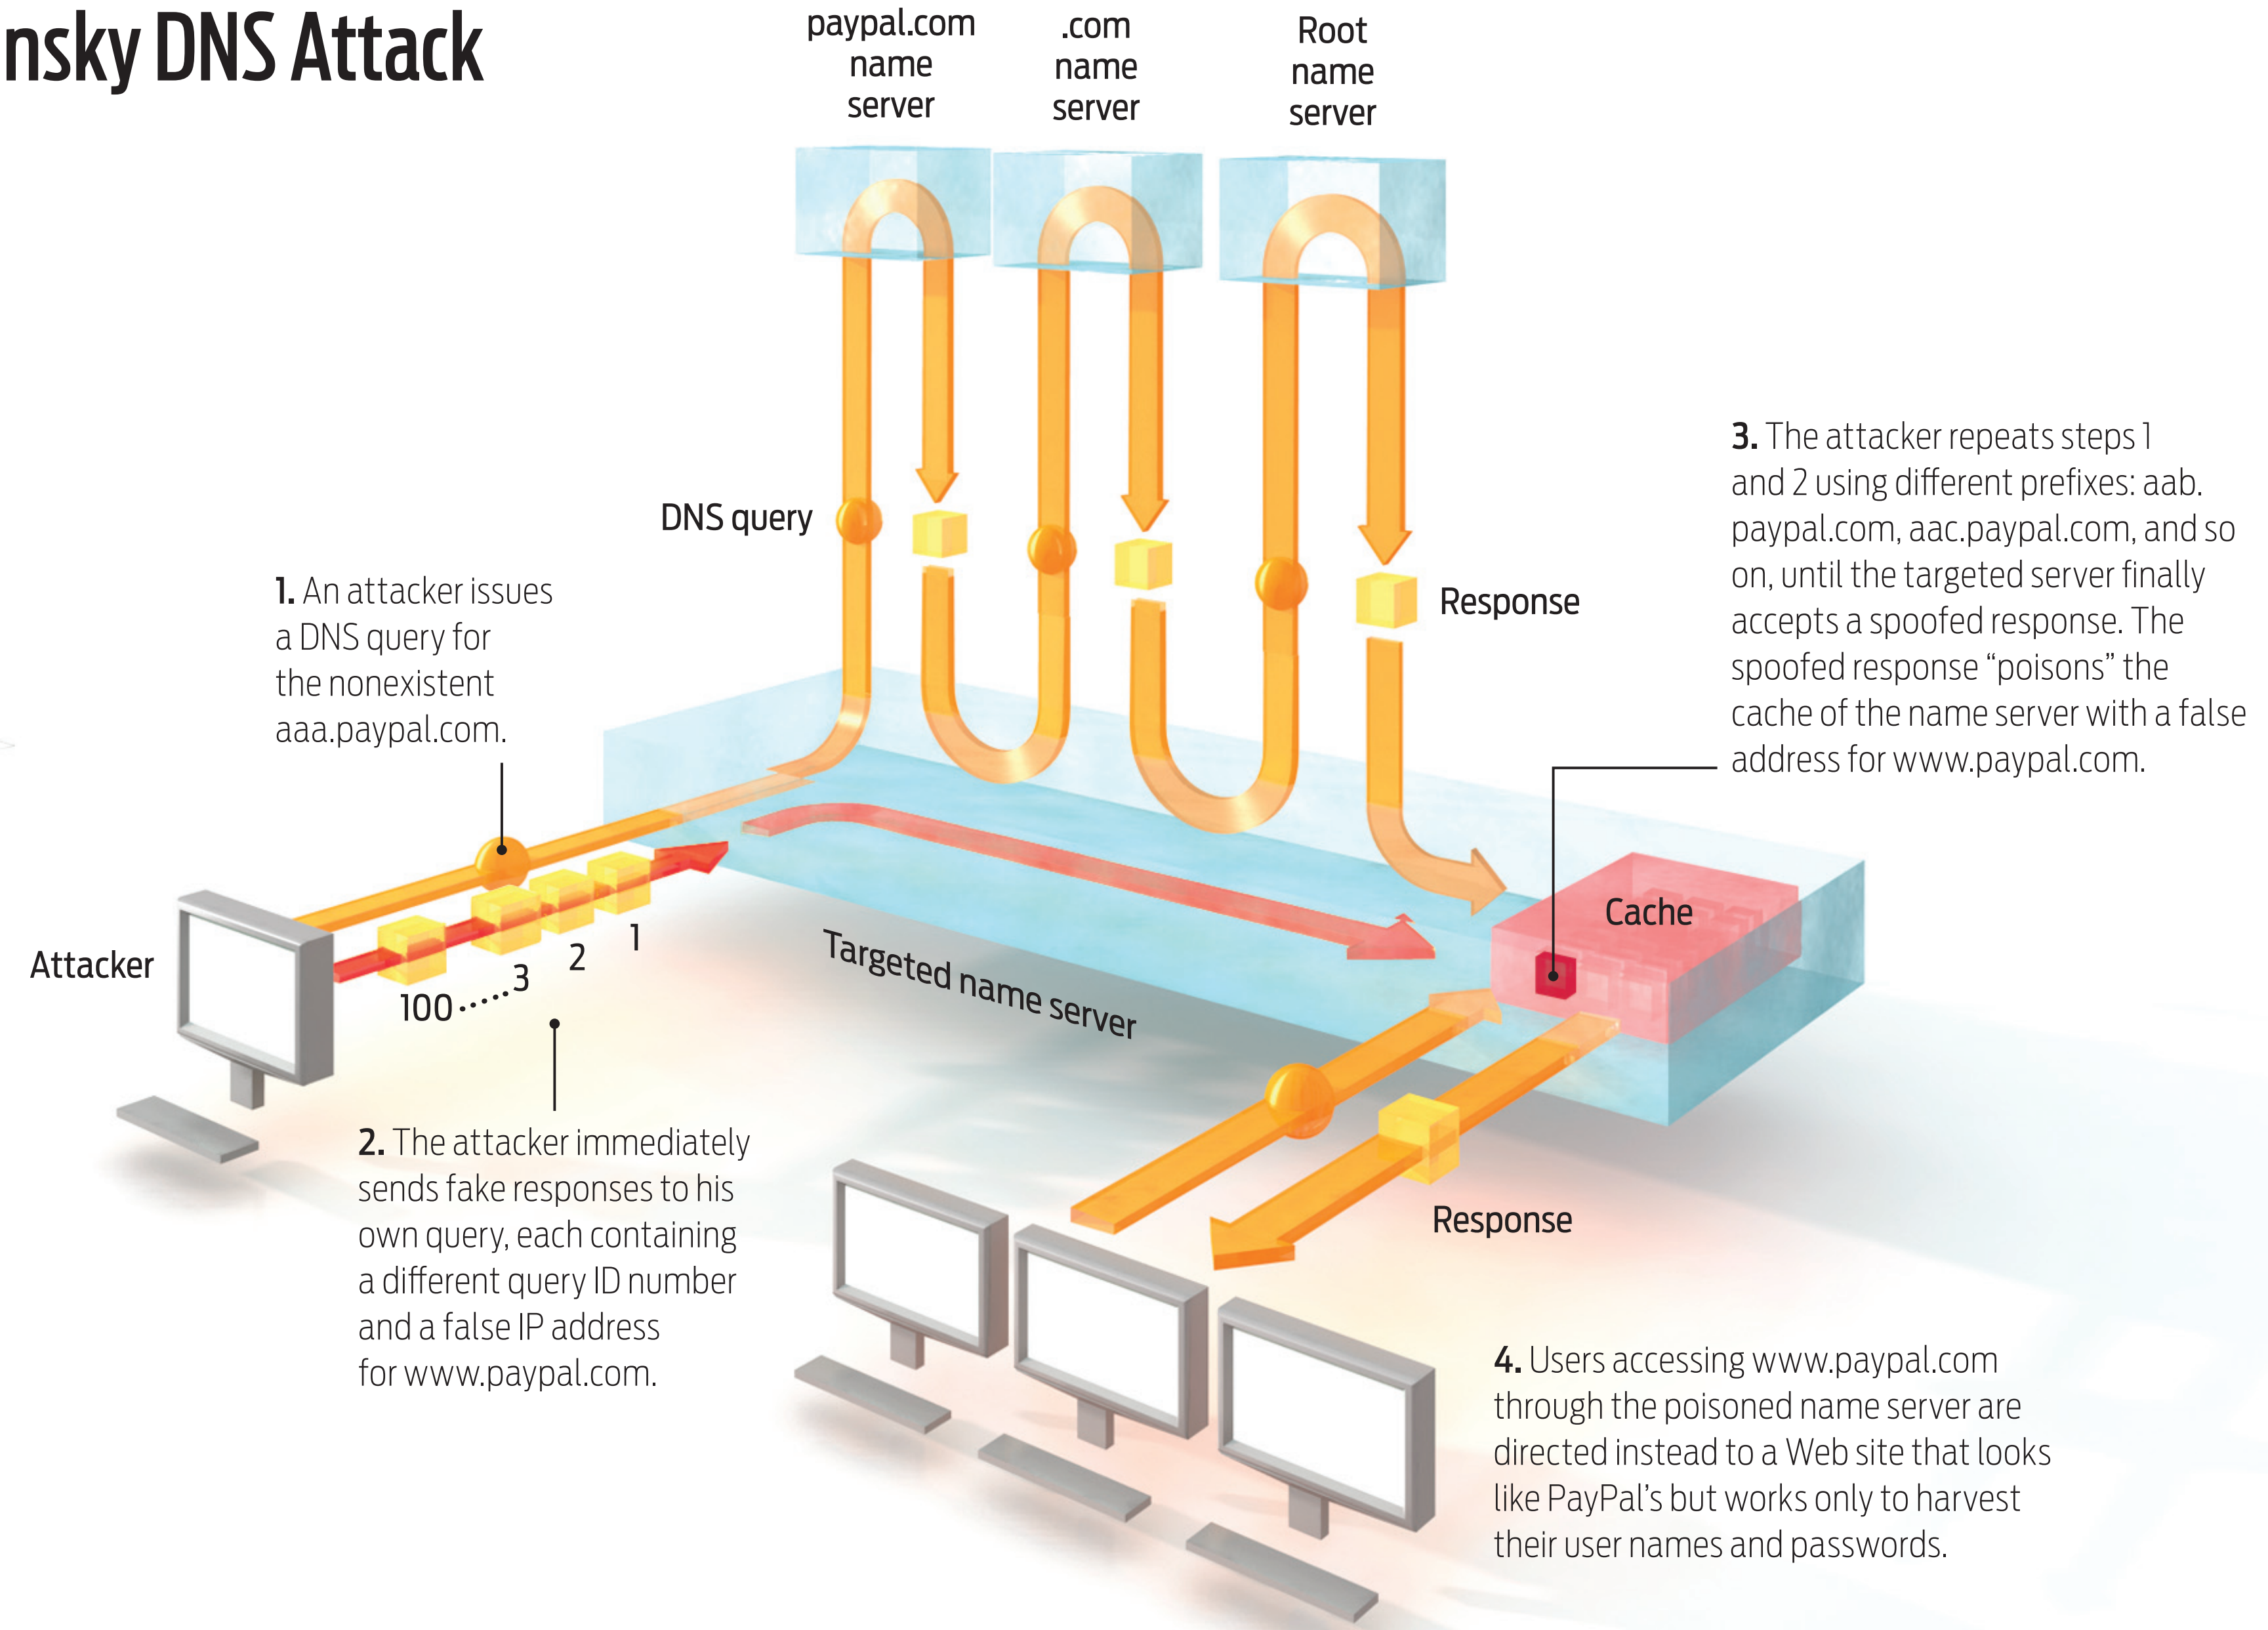 nsky DNS Attack
paypal.com
name
server
.com
name
server
Root
name
server
DNS query
Response
1. An attacker issues
a DNS query for
the nonexistent
aaa.paypal.com.
3. The attacker repeats steps 1
and 2 using different prefixes: aab.
paypal.com, aac.paypal.com, and so
on, until the targeted server finally
accepts a spoofed response. The
spoofed response “poisons” the
cache of the name server with a false
address for www.paypal.com.
Attacker
100.....3
2
1
Targeted name server
Cache
2. The attacker immediately
sends fake responses to his
own query, each containing
a different query ID number
and a false IP address
for www.paypal.com.
Response
4. Users accessing www.paypal.com
through the poisoned name server are
directed instead to a Web site that looks
like PayPal’s but works only to harvest
their user names and passwords.